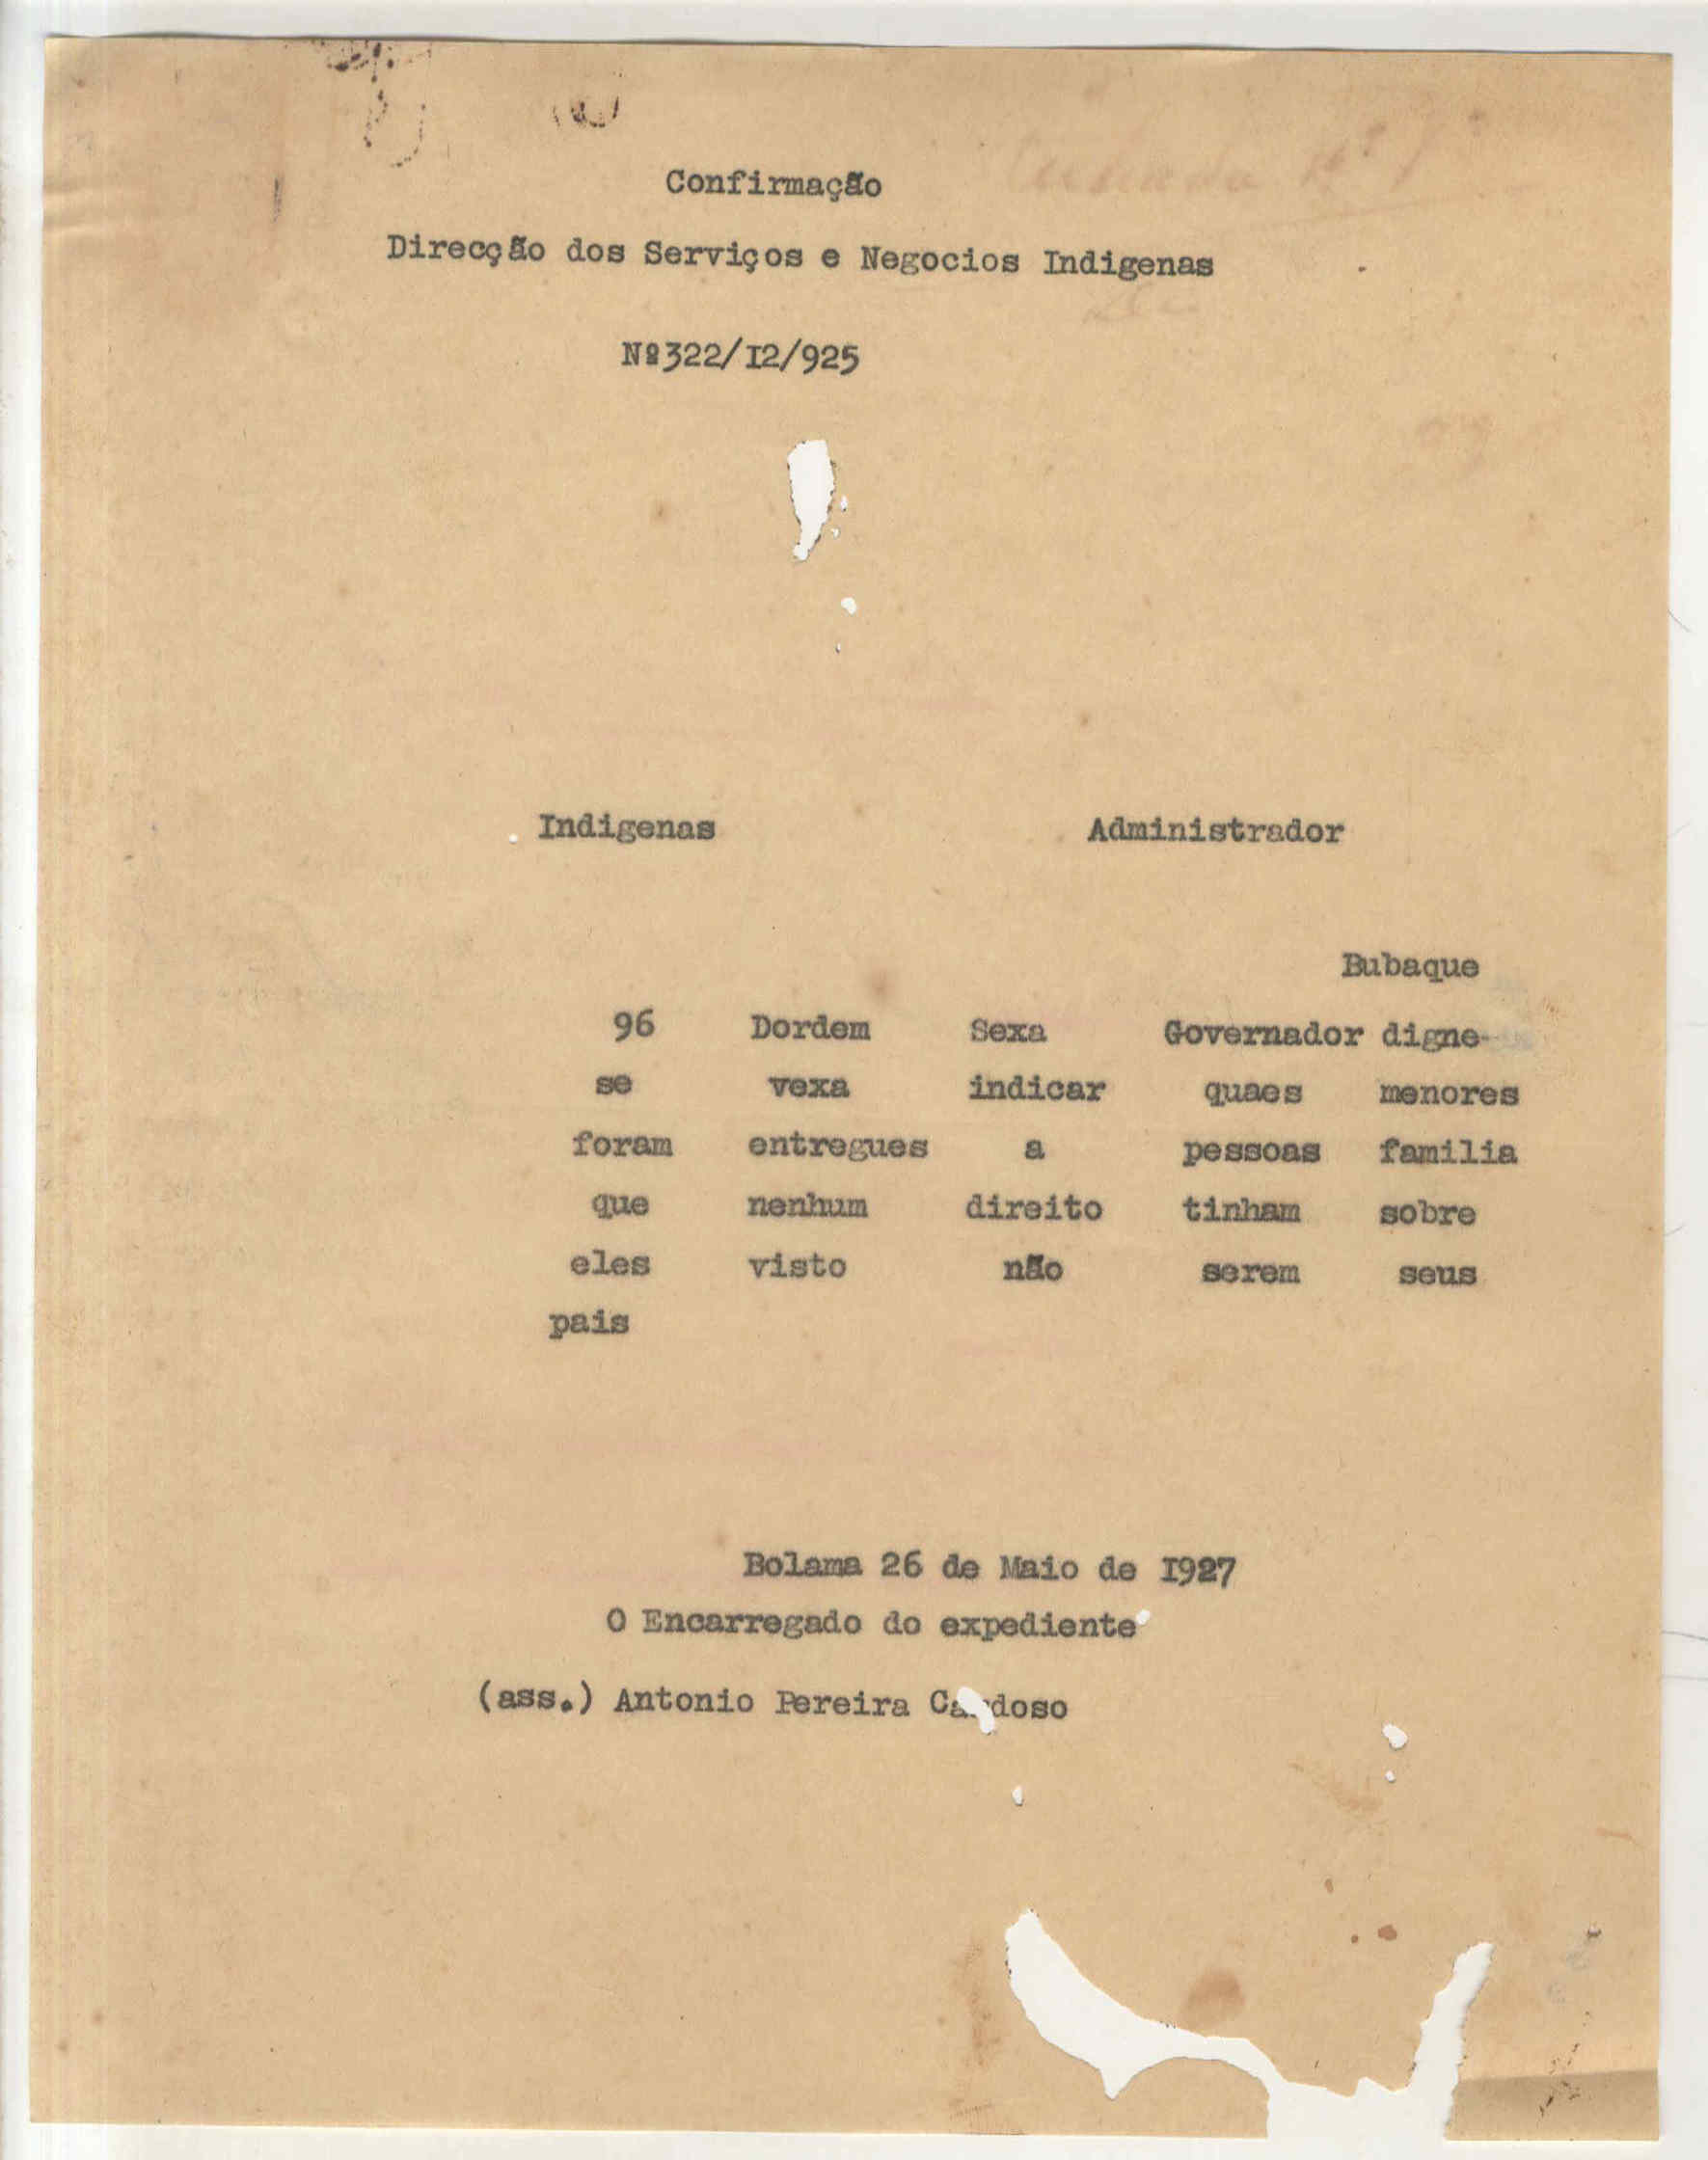 Confirmação
Direcção dos Serviços e Negocios Indigenas
Nº322/I2/925
Indigenas Administrador
Bubaque
96 Dordem Sexa Governador digne-
se vexa indicar quaes menores
foram entregues a pessoas familia
que nenhum direito tinham sobre
eles visto não serem seus
pais
Bolama 26 de Maio de I927
O Encarregado do expediente
(ass.) Antonio Pereira Cardoso